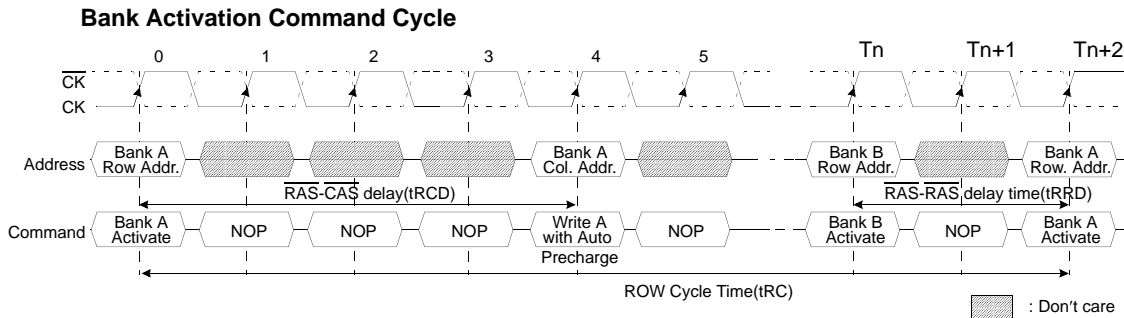 Bank Activation Command Cycle
0 1 2 3 4 5 Tn Tn+1 Tn+2
CK
CK
Address Bank A Row Addr. Bank A Col. Addr. Bank B Row Addr. Bank A Row. Addr.
RAS-CAS delay(tRCD) RAS-RAS delay time(tRRD)
Command Bank A Activate NOP NOP NOP Write A with Auto Precharge NOP Bank B Activate NOP Bank A Activate
ROW Cycle Time(tRC)
: Don't care